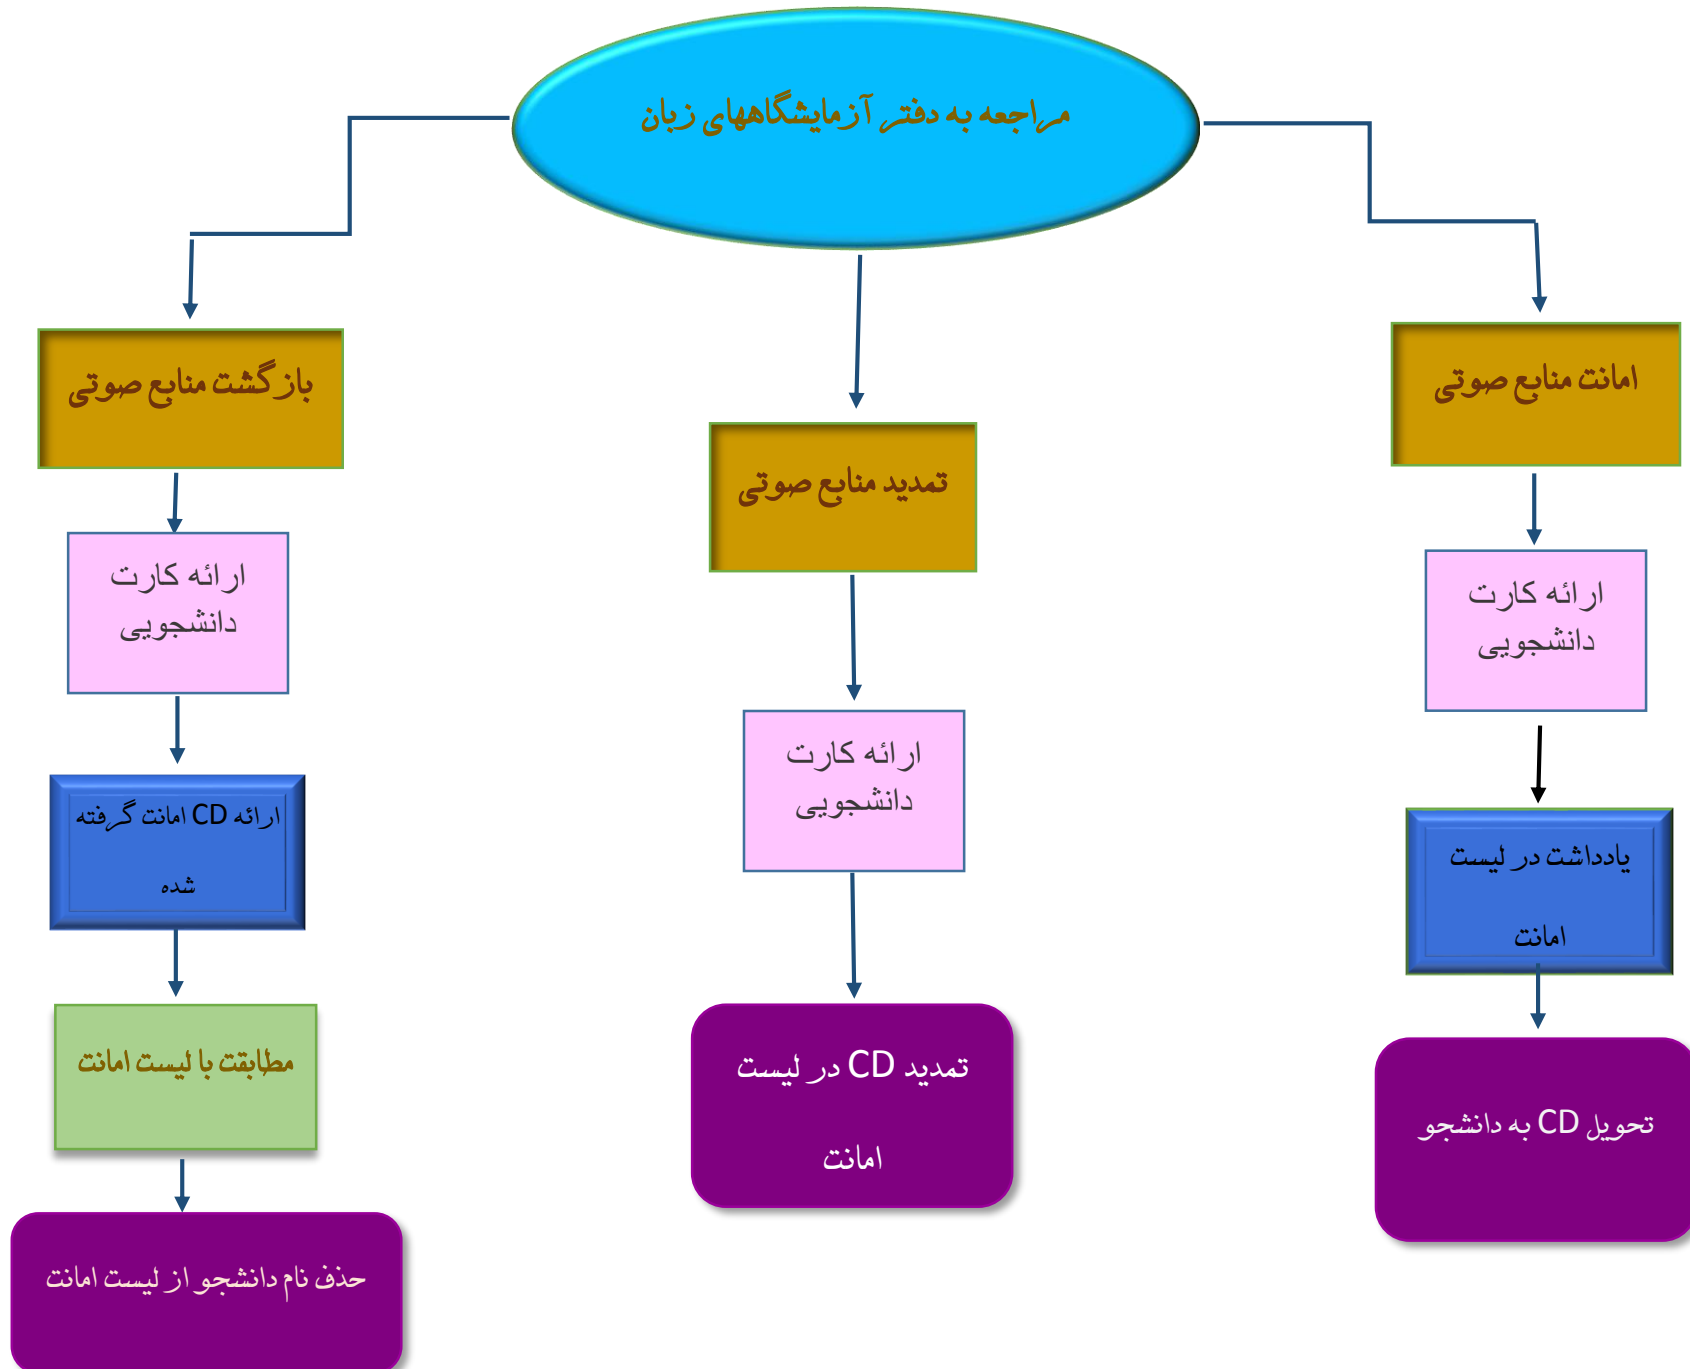 مراجعه به دفتر آزمایشگاههای زبان
امانت منابع صوتی
ارائه کارت
دانشجویی
یادداشت در لیست
امانت
تحویل CD به دانشجو
تمدید منابع صوتی
ارائه کارت
دانشجویی
تمدید CD در لیست
امانت
بازگشت منابع صوتی
ارائه کارت
دانشجویی
ارائه CD امانت گرفته
شده
مطابقت با لیست امانت
حذف نام دانشجو از لیست امانت